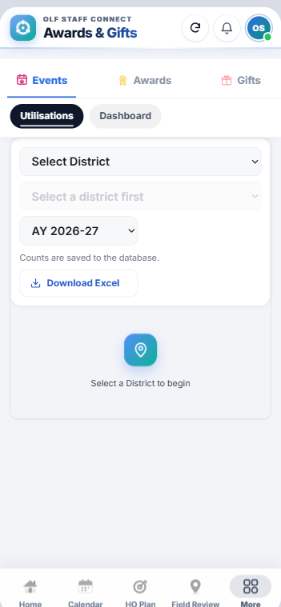 OLF STAFF CONNECT
Awards & Gifts
OS
Events
Awards
Gifts
Utilisations
Dashboard
Select District
Select a district first
AY 2026-27
Counts are saved to the database.
Download Excel
Select a District to begin
Home
Calendar
HO Plan
Field Review
More